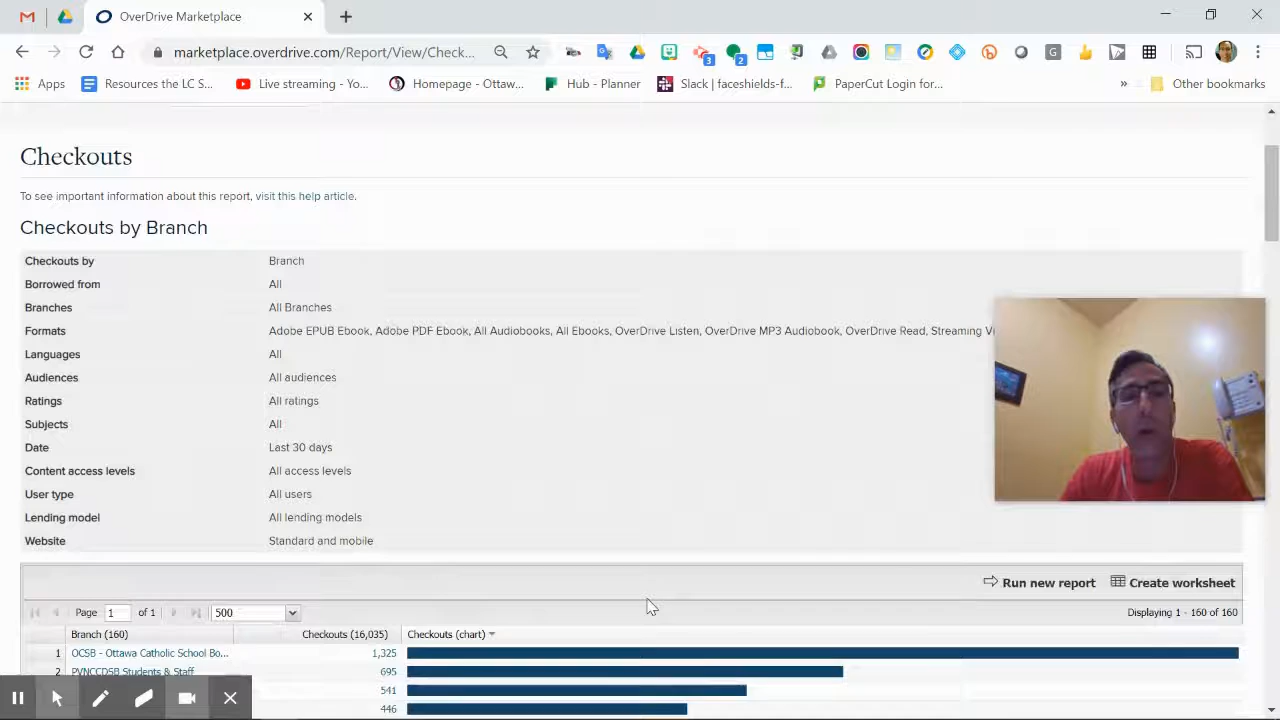 OverDrive Marketplace
marketplace.overdrive.com/Report/View/Check...
3
2
G
Apps
Resources the LC S...
Live streaming - Yo...
Homepage - Ottaw...
Hub - Planner
Slack | faceshields-f...
PaperCut Login for...
»
Other bookmarks
Checkouts
To see important information about this report, visit this help article.
Checkouts by Branch
Checkouts by Branch
Borrowed from All
Branches All Branches
Formats Adobe EPUB Ebook, Adobe PDF Ebook, All Audiobooks, All Ebooks, OverDrive Listen, OverDrive MP3 Audiobook, OverDrive Read, Streaming Vi
Languages All
Audiences All audiences
Ratings All ratings
Subjects All
Date Last 30 days
Content access levels All access levels
User type All users
Lending model All lending models
Website Standard and mobile
Run new report Create worksheet
Page 1 of 1 500 Displaying 1 - 160 of 160
Branch (160) Checkouts (16,035) Checkouts (chart)
1 OCSB - Ottawa Catholic School Bo... 1,325
2 PVNCCDSB Students & Staff 695
541
446